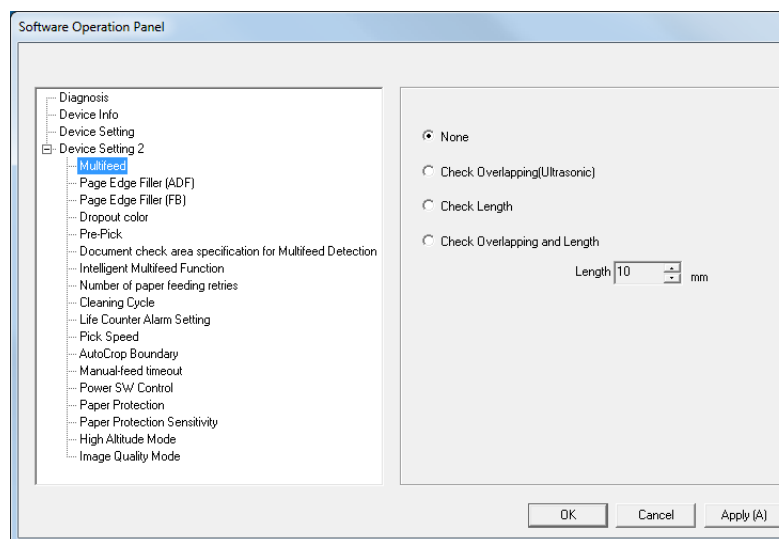 Software Operation Panel
Diagnosis
Device Info
Device Setting
Device Setting 2
Multifeed
Page Edge Filler (ADF)
Page Edge Filler (FB)
Dropout color
Pre-Pick
Document check area specification for Multifeed Detection
Intelligent Multifeed Function
Number of paper feeding retries
Cleaning Cycle
Life Counter Alarm Setting
Pick Speed
AutoCrop Boundary
Manual-feed timeout
Power SW Control
Paper Protection
Paper Protection Sensitivity
High Altitude Mode
Image Quality Mode
None
Check Overlapping(Ultrasonic)
Check Length
Check Overlapping and Length
Length 10 mm
OK Cancel Apply (A)